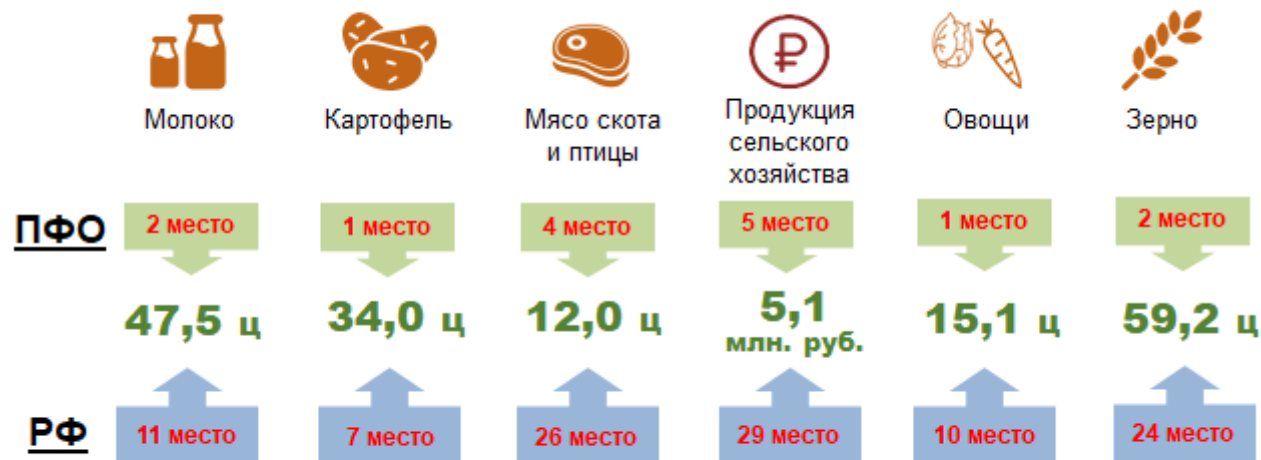 ₽
Молоко
Картофель
Мясо скота
и птицы
Продукция
сельского
хозяйства
Овощи
Зерно
ПФО
2 место
1 место
4 место
5 место
1 место
2 место
47,5 ц
34,0 ц
12,0 ц
5,1
млн. руб.
15,1 ц
59,2 ц
РФ
11 место
7 место
26 место
29 место
10 место
24 место